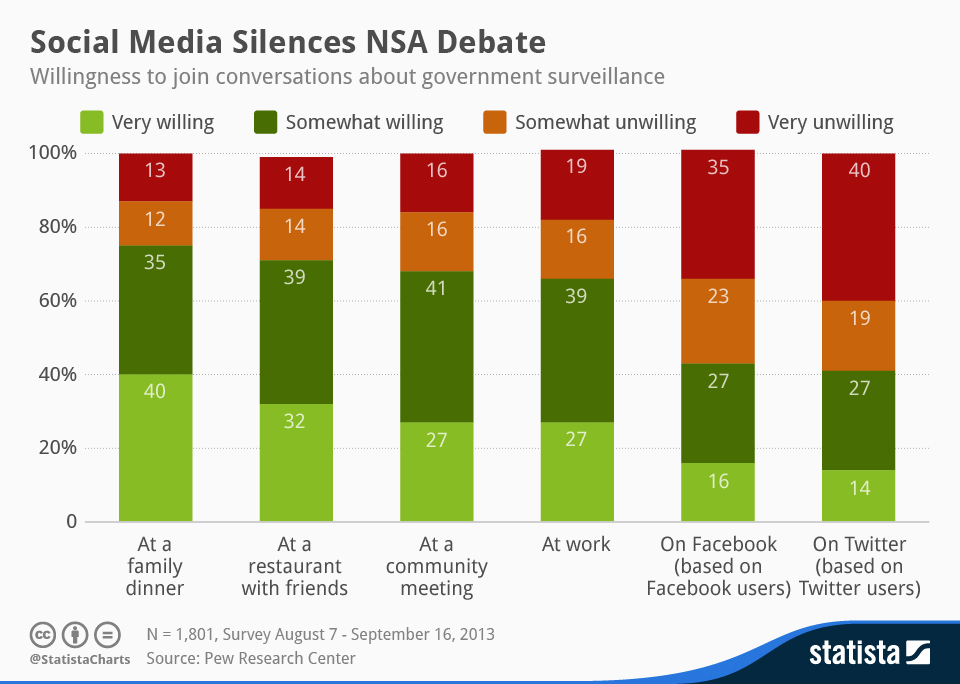 Social Media Silences NSA Debate
Willingness to join conversations about government surveillance
Very willing Somewhat willing Somewhat unwilling Very unwilling
100%
80%
60%
40%
20%
0
13
12
35
40
14
14
39
32
16
16
41
27
19
16
39
27
35
23
27
16
40
19
27
14
At a
family
dinner
At a
restaurant
with friends
At a
community
meeting
At work
On Facebook
(based on
Facebook users)
On Twitter
(based on
Twitter users)
cc
@StatistaCharts
N = 1,801, Survey August 7 - September 16, 2013
Source: Pew Research Center
statista